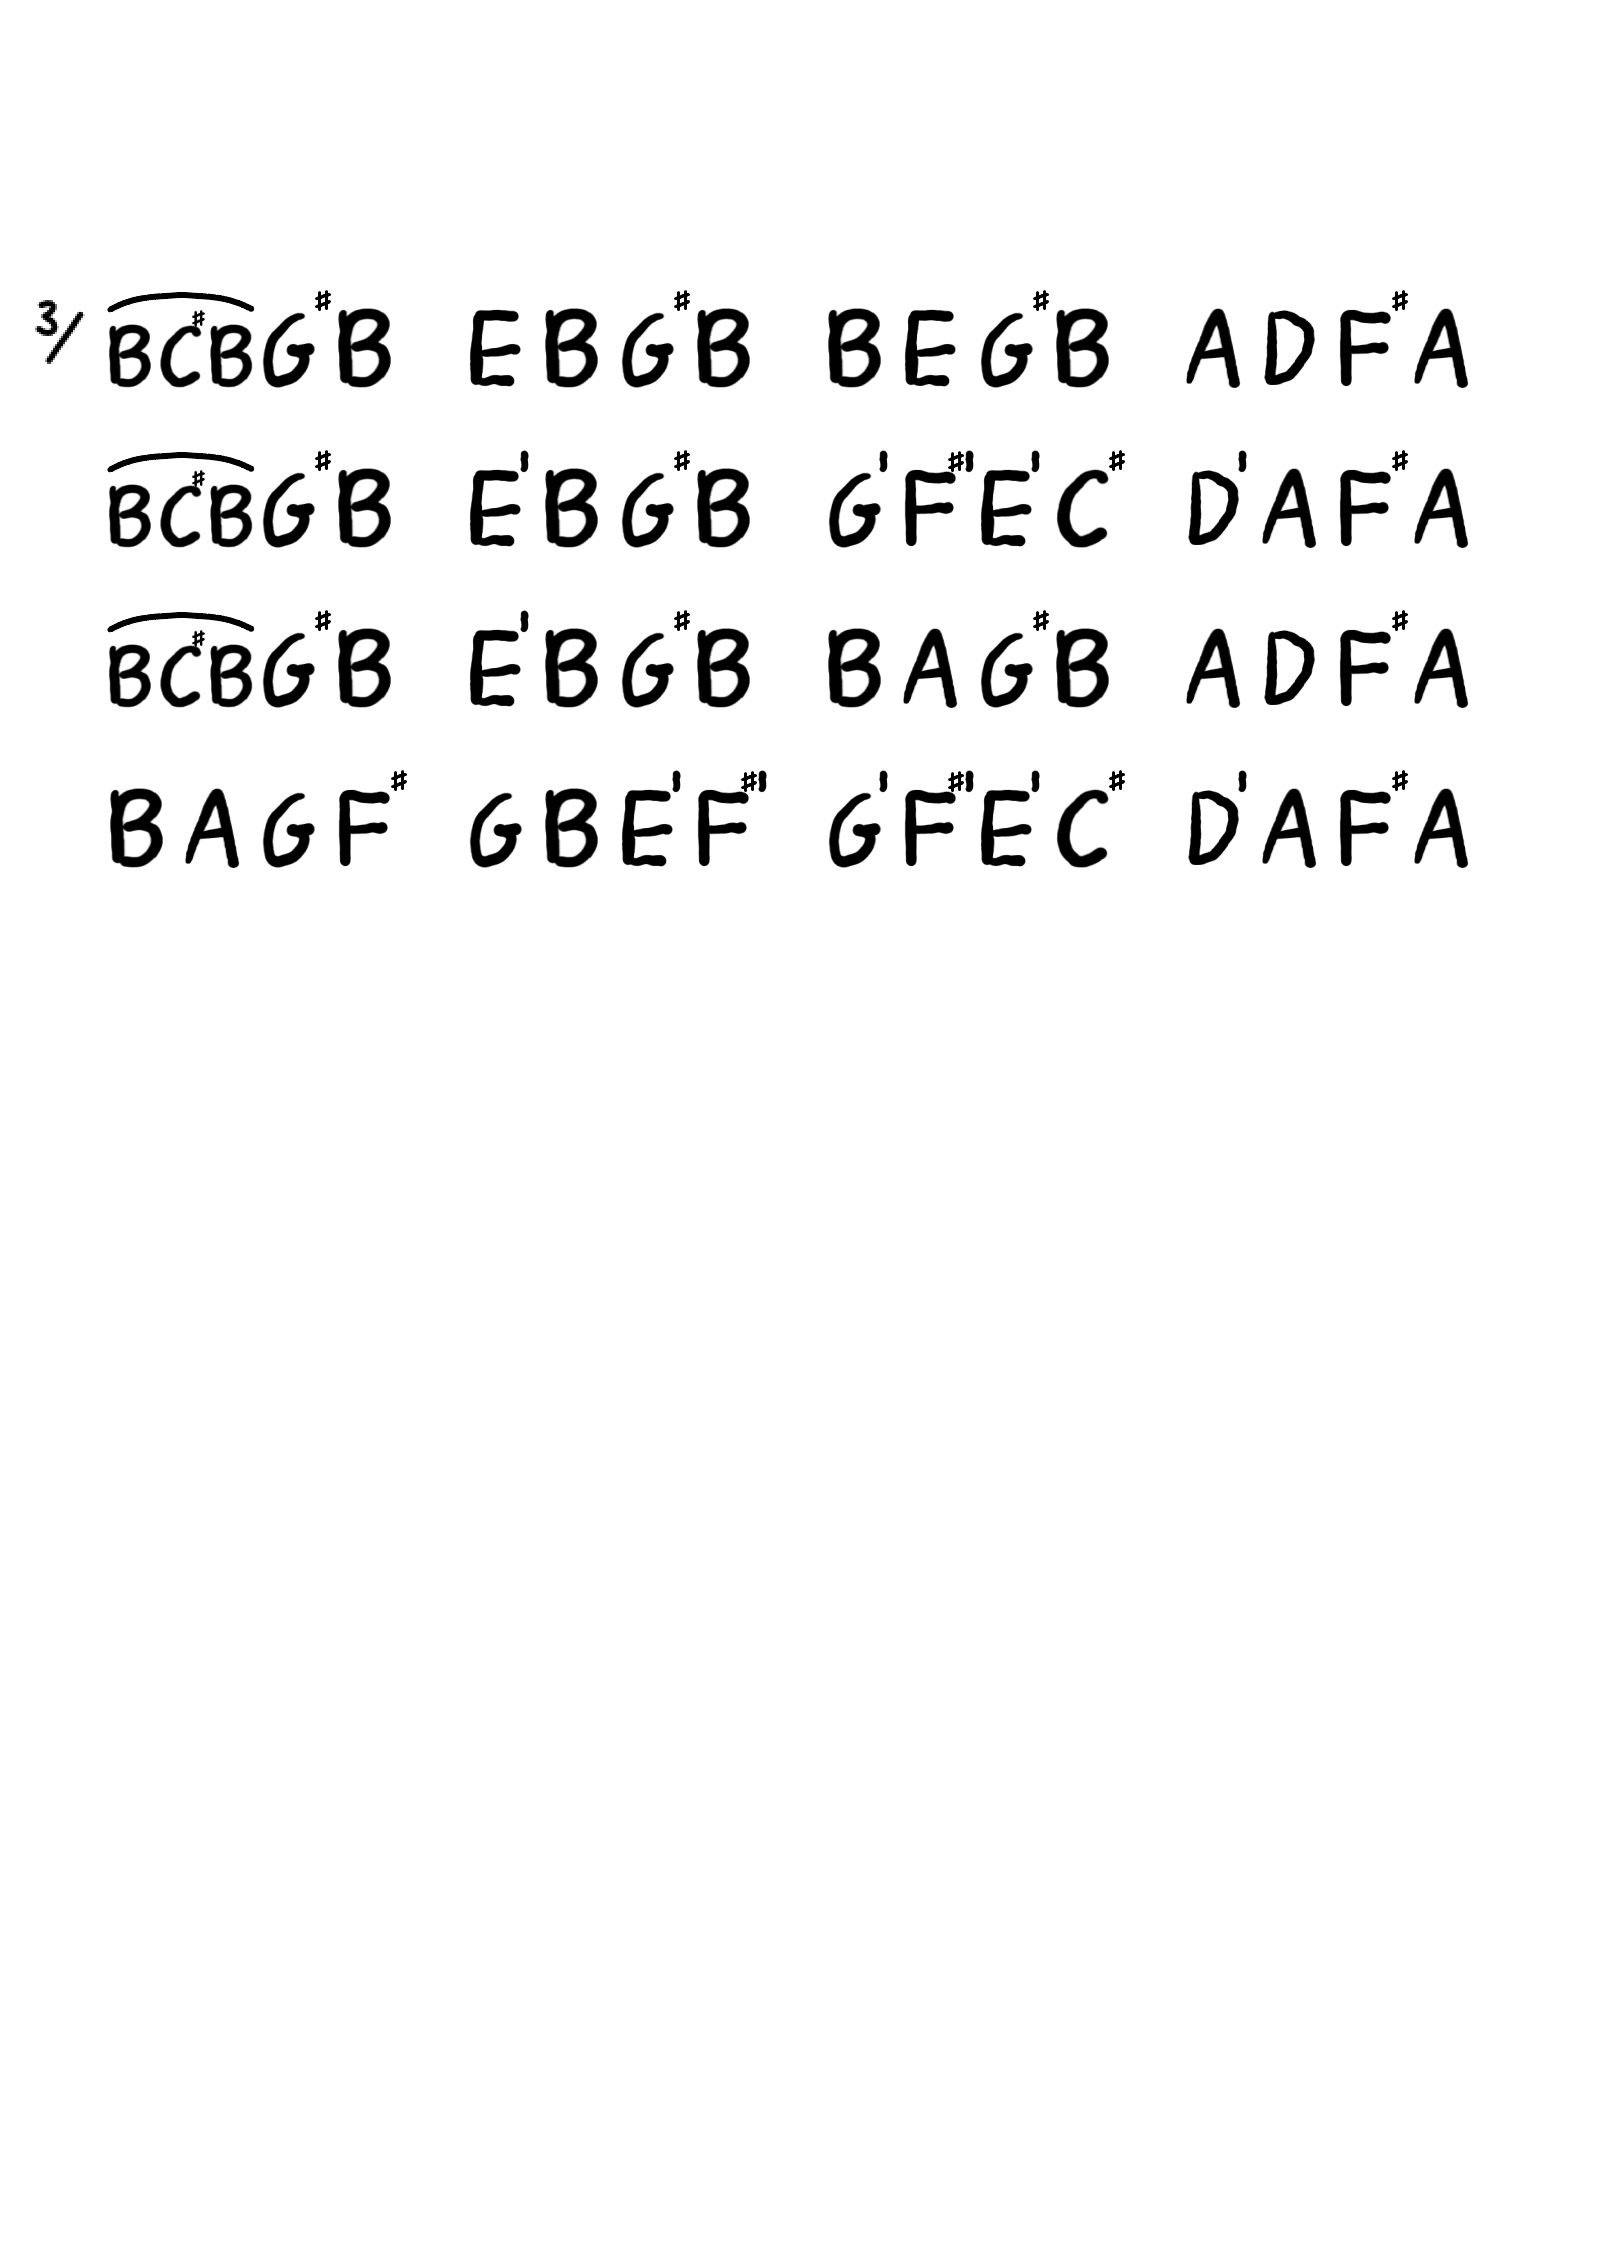 3/ BC♯BG♯B EBG♯B BEG♯B ADF♯A
BC♯BG♯B E'BG♯B G'F♯'E'C♯ D'AF♯A
BC♯BG♯B E'BG♯B BAG♯B ADF♯A
BAGF♯ GBE'F♯' G'F♯'E'C♯ D'AF♯A